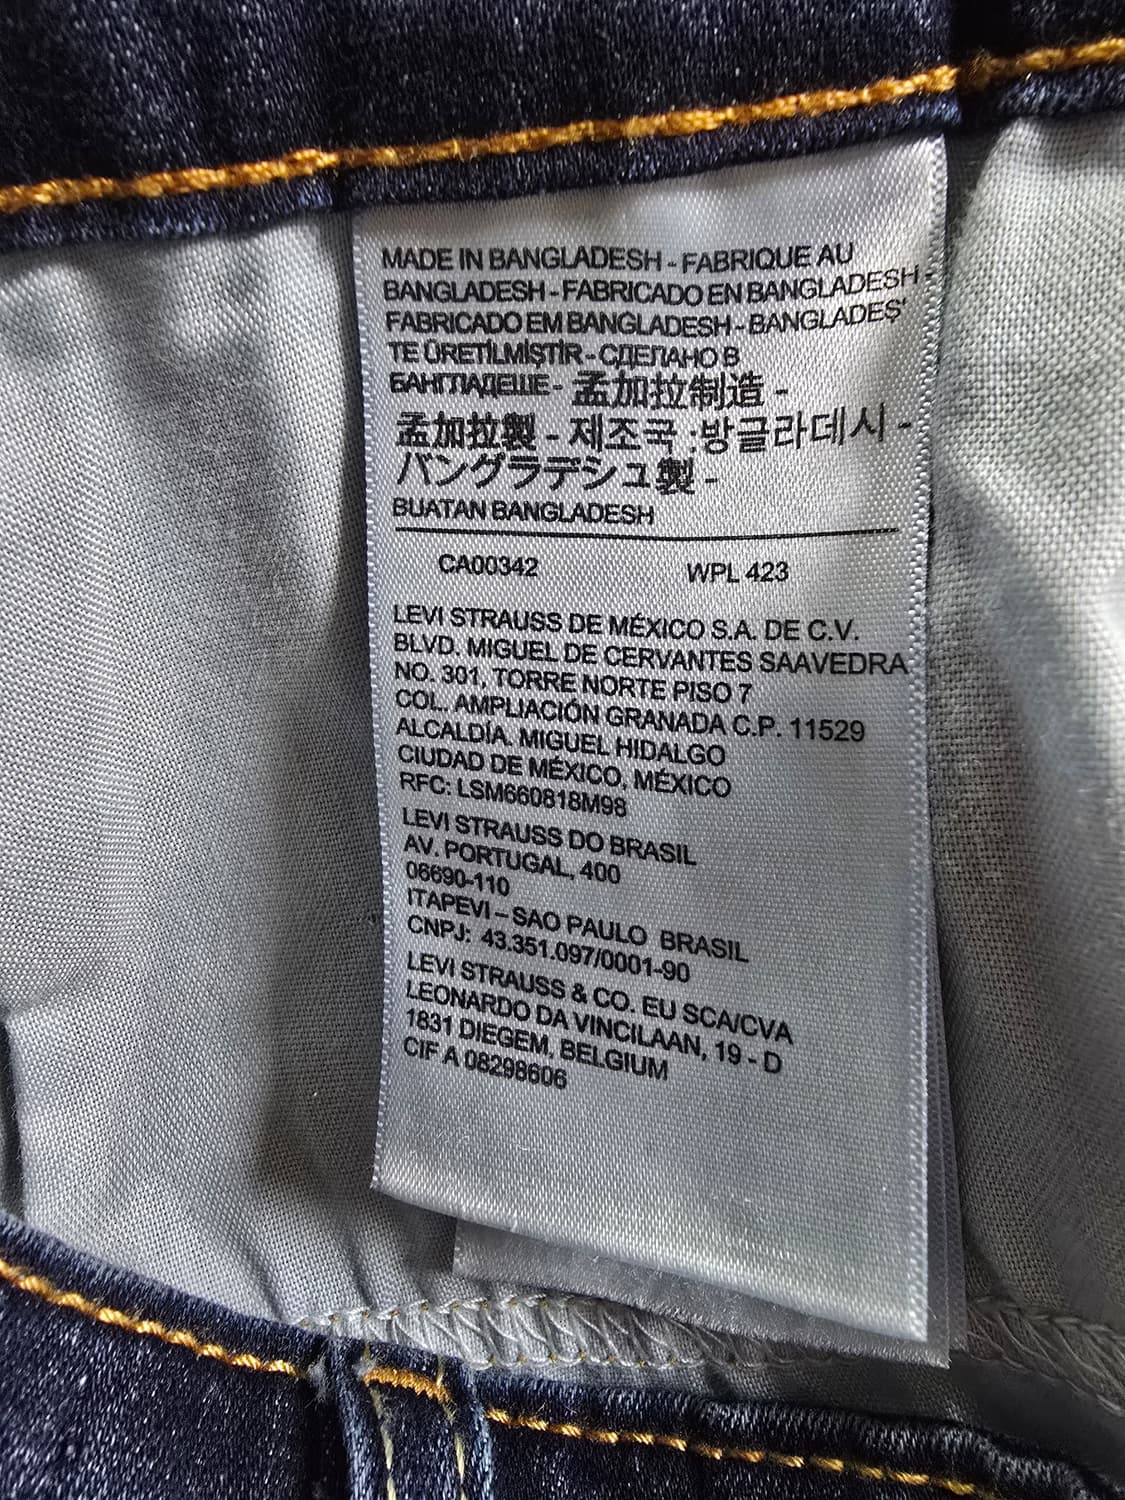 MADE IN BANGLADESH - FABRIQUE AU
BANGLADESH - FABRICADO EN BANGLADESH -
FABRICADO EM BANGLADESH - BANGLADEŞ'
TE ÜRETİLMİŞTİR - СДЕЛАНО В
БАНГЛАДЕШЕ - 孟加拉制造 -
孟加拉製 - 제조국 : 방글라데시 -
バングラデシュ製 -
BUATAN BANGLADESH
CA00342 WPL 423
LEVI STRAUSS DE MÉXICO S.A. DE C.V.
BLVD. MIGUEL DE CERVANTES SAAVEDRA
NO. 301, TORRE NORTE PISO 7
COL. AMPLIACIÓN GRANADA C.P. 11529
ALCALDÍA. MIGUEL HIDALGO
CIUDAD DE MÉXICO, MÉXICO
RFC: LSM660818M98
LEVI STRAUSS DO BRASIL
AV. PORTUGAL, 400
06690-110
ITAPEVI – SAO PAULO BRASIL
CNPJ: 43.351.097/0001-90
LEVI STRAUSS & CO. EU SCA/CVA
LEONARDO DA VINCILAAN, 19 - D
1831 DIEGEM, BELGIUM
CIF A 08298606